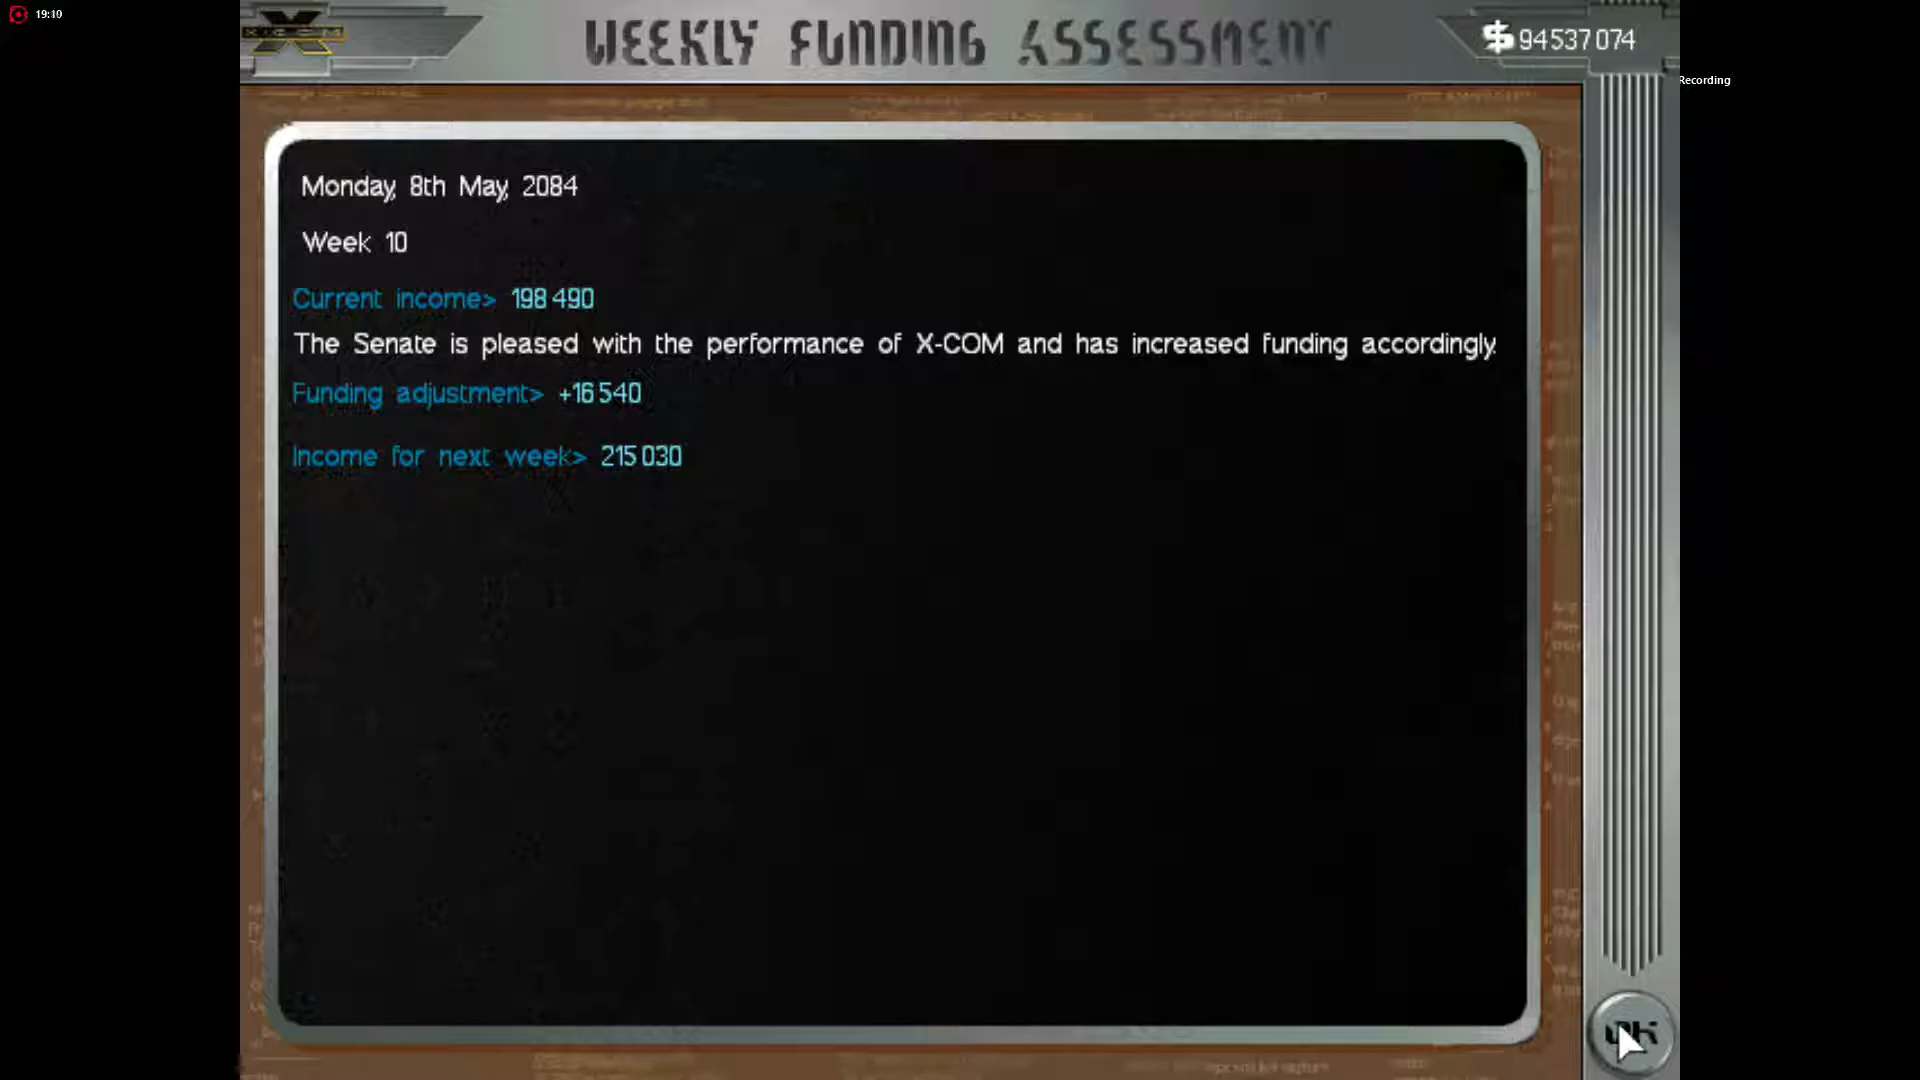 19:10
X-COM
WEEKLY FUNDING ASSESSMENT
$94537074
Recording
Monday, 8th May, 2084
Week 10
Current income> 198 490
The Senate is pleased with the performance of X-COM and has increased funding accordingly.
Funding adjustment> +16 540
Income for next week> 215 030
OK